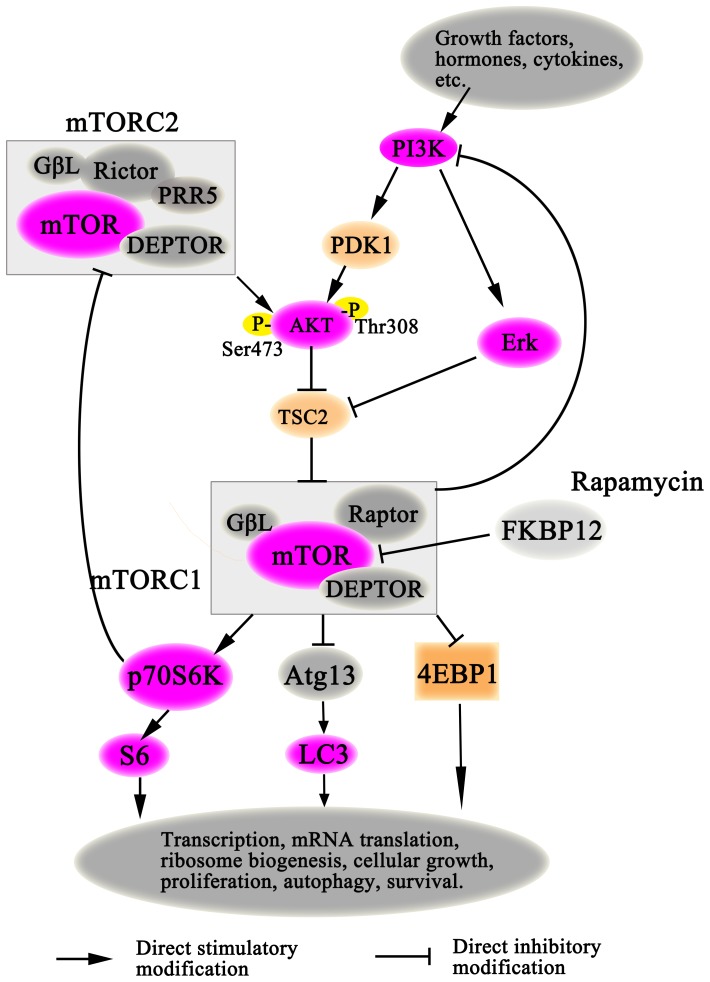 Growth factors,
hormones, cytokines,
etc.
mTORC2
PI3K
GβL
Rictor
PRR5
mTOR
DEPTOR
PDK1
P-
AKT
-P
Ser473
Thr308
Erk
TSC2
Rapamycin
GβL
Raptor
FKBP12
mTOR
mTORC1
DEPTOR
p70S6K
Atg13
4EBP1
S6
LC3
Transcription, mRNA translation,
ribosome biogenesis, cellular growth,
proliferation, autophagy, survival.
Direct stimulatory
modification
Direct inhibitory
modification